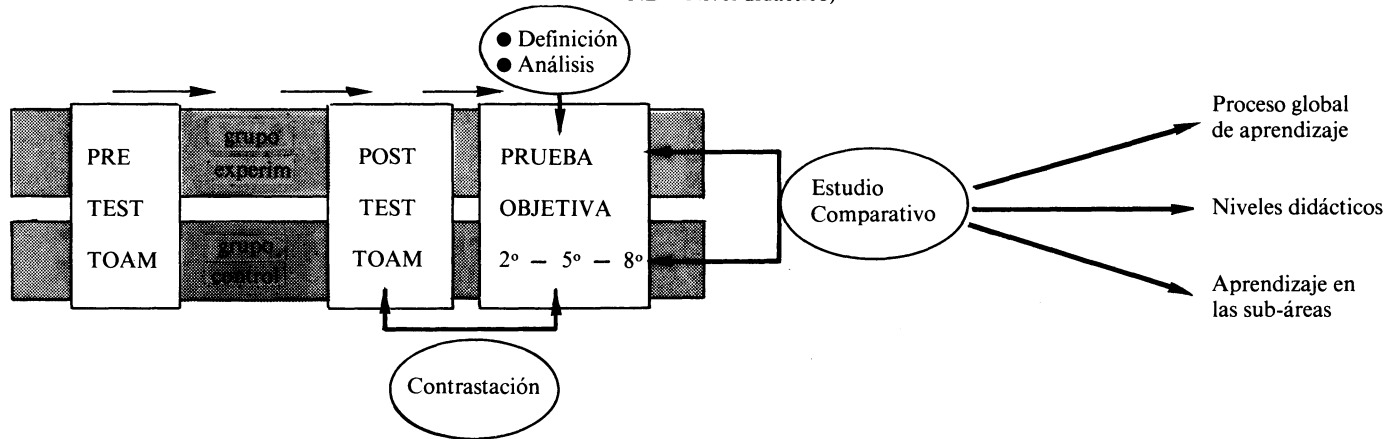 ● Definición
● Análisis
PRE
TEST
TOAM
grupo
experim
grupo
control
POST
TEST
TOAM
PRUEBA
OBJETIVA
2º — 5º — 8º
Estudio
Comparativo
Proceso global
de aprendizaje
Niveles didácticos
Aprendizaje en
las sub-áreas
Contrastación